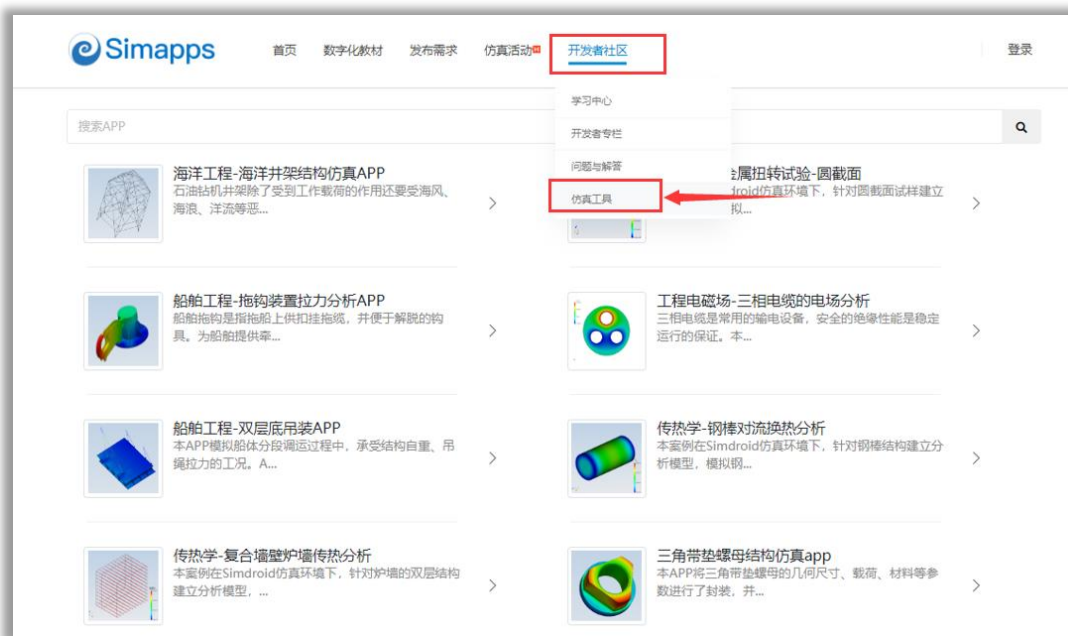 Simapps
首页 数字化教材 发布需求 仿真活动 开发者社区 登录
学习中心
开发者专栏
问题与解答
仿真工具
搜索APP
海洋工程-海洋井架结构仿真APP
石油钻机井架除了受到工作载荷的作用还要受海风、
海浪、洋流等恶...
属扭转试验-圆截面
droid仿真环境下，针对圆截面试样建立
拟...
船舶工程-拖钩装置拉力分析APP
船舶拖钩是指拖船上供扣挂拖缆，并便于解脱的钩
具。为船舶提供牵...
工程电磁场-三相电缆的电场分析
三相电缆是常用的输电设备，安全的绝缘性能是稳定
运行的保证。本...
船舶工程-双层底吊装APP
本APP模拟船体分段调运过程中，承受结构自重、吊
绳拉力的工况。A...
传热学-钢棒对流换热分析
本案例在Simdroid仿真环境下，针对钢棒结构建立分
析模型，模拟钢...
传热学-复合墙壁炉墙传热分析
本案例在Simdroid仿真环境下，针对炉墙的双层结构
建立分析模型，...
三角带垫螺母结构仿真app
本APP将三角带垫螺母的几何尺寸、载荷、材料等参
数进行了封装，并...